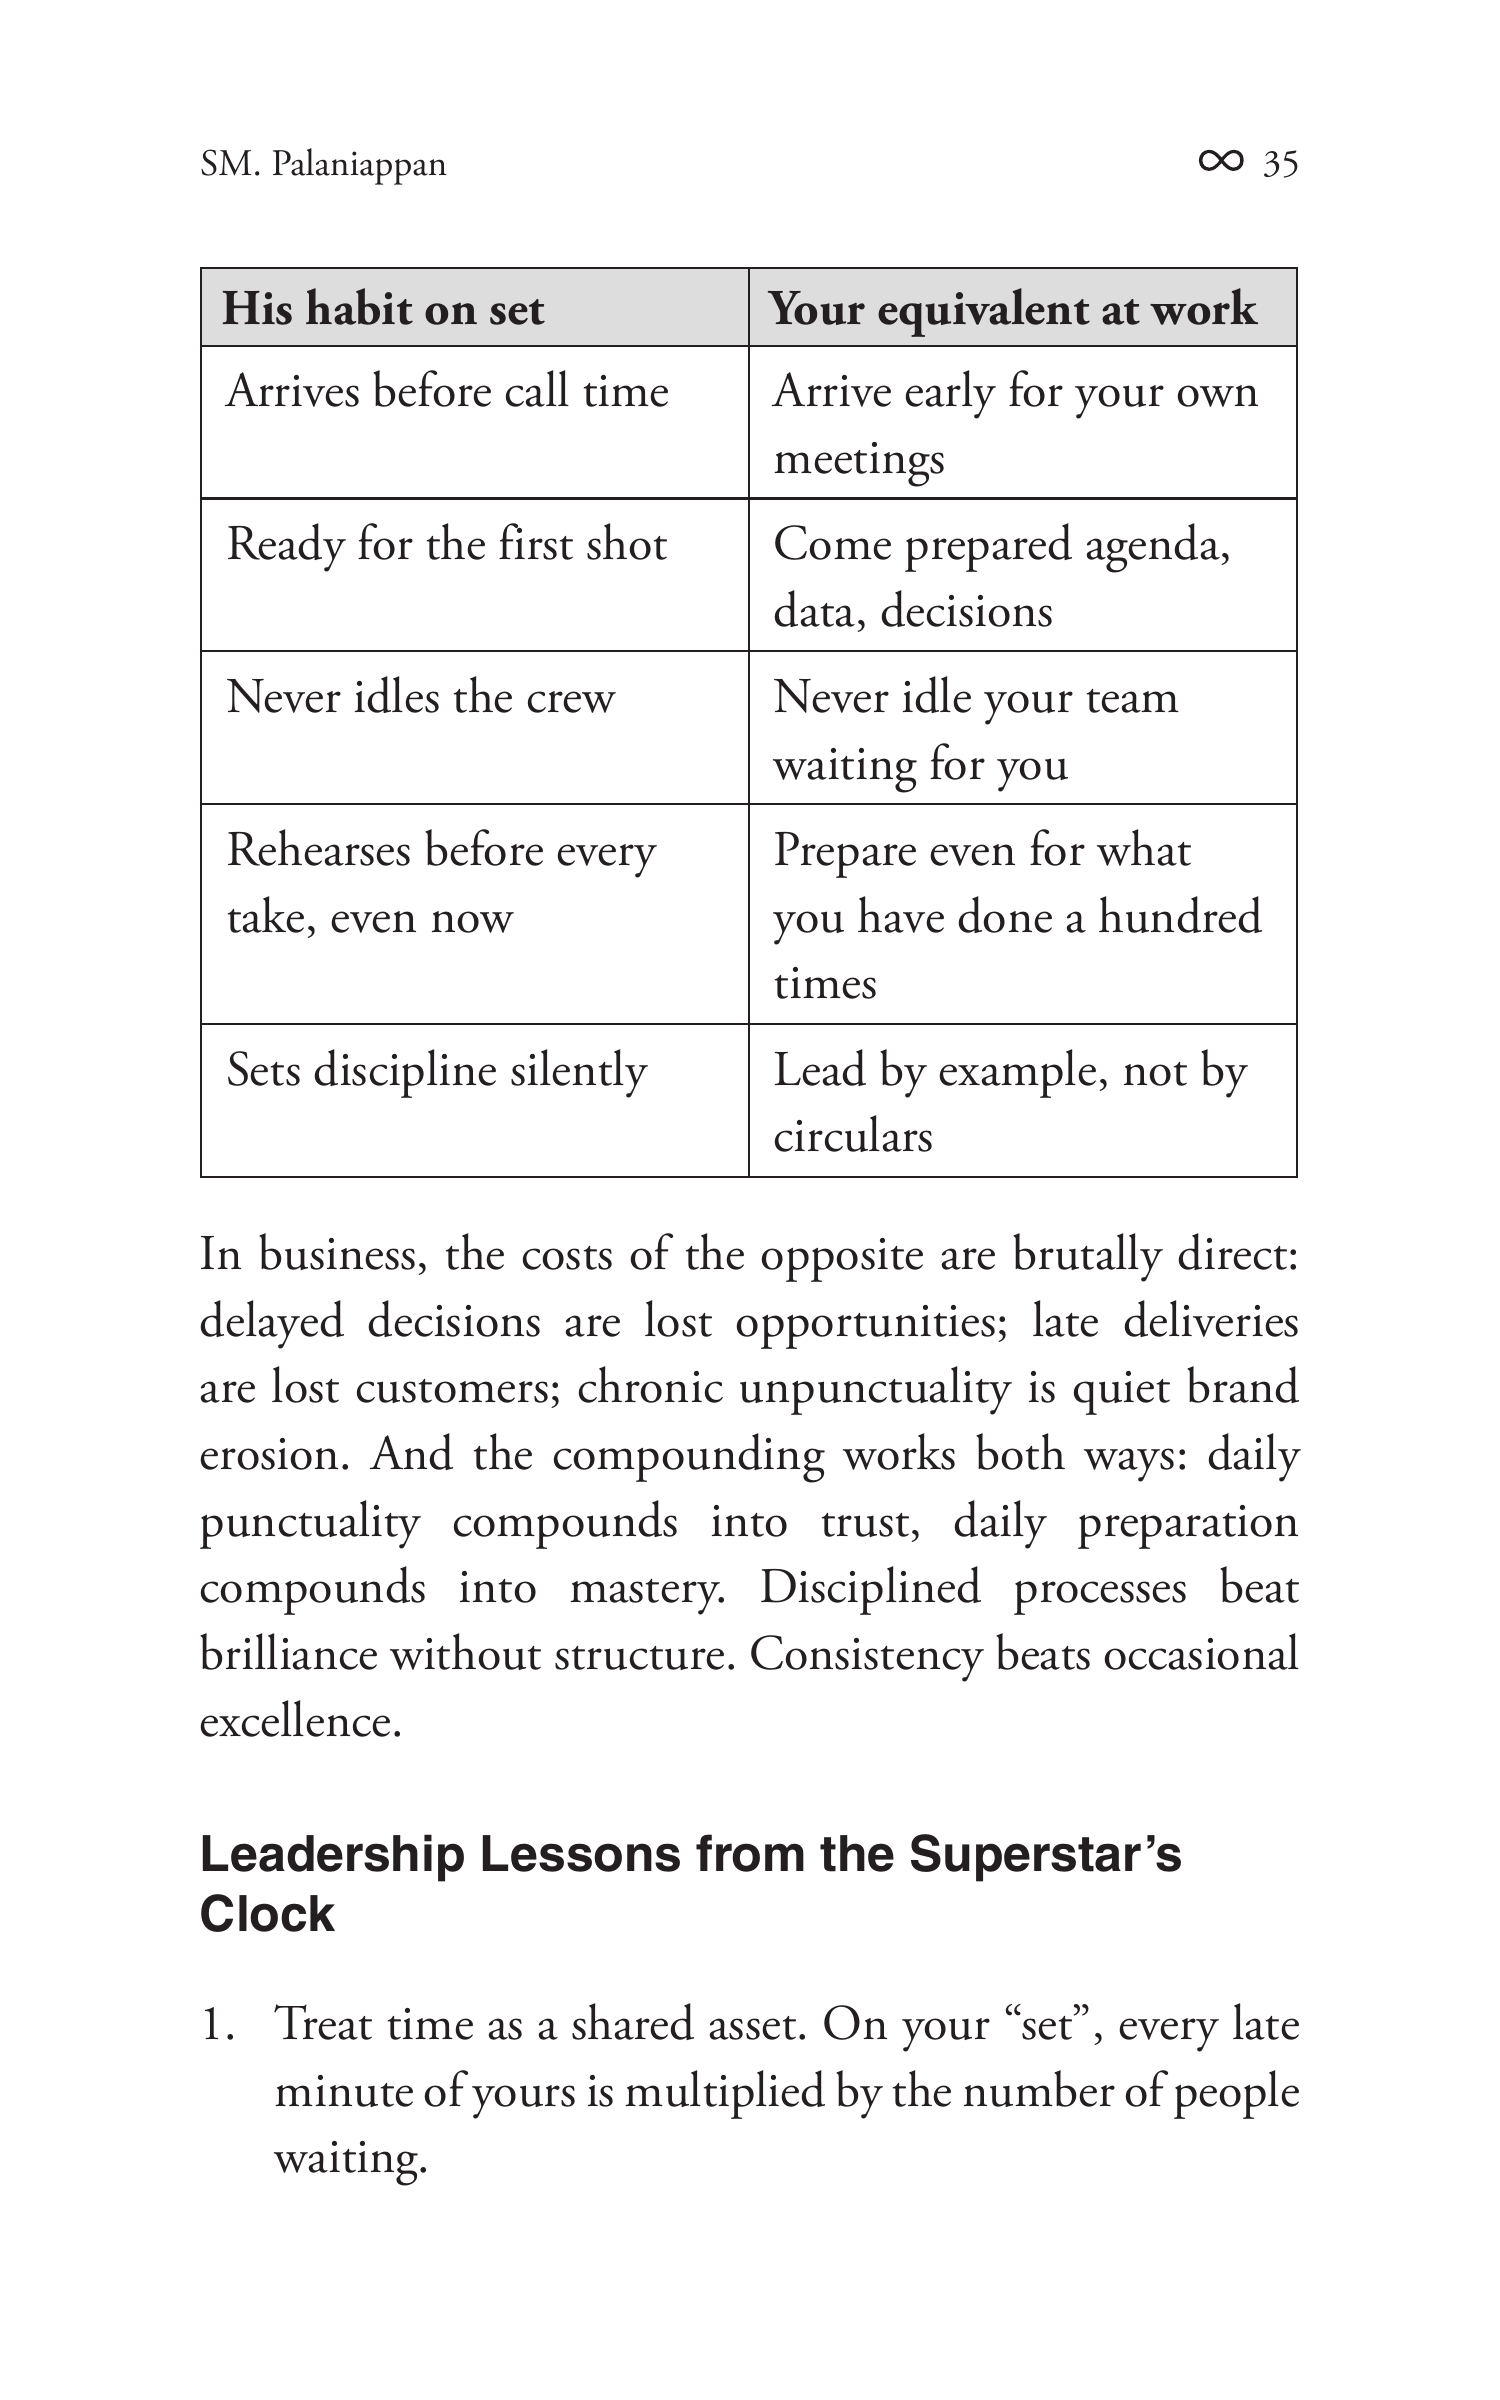 SM. Palaniappan ∞ 35
His habit on set Your equivalent at work
Arrives before call time Arrive early for your own
meetings
Ready for the first shot Come prepared agenda,
data, decisions
Never idles the crew Never idle your team
waiting for you
Rehearses before every Prepare even for what
take, even now you have done a hundred
times
Sets discipline silently Lead by example, not by
circulars
In business, the costs of the opposite are brutally direct:
delayed decisions are lost opportunities; late deliveries
are lost customers; chronic unpunctuality is quiet brand
erosion. And the compounding works both ways: daily
punctuality compounds into trust, daily preparation
compounds into mastery. Disciplined processes beat
brilliance without structure. Consistency beats occasional
excellence.
Leadership Lessons from the Superstar’s
Clock
1. Treat time as a shared asset. On your “set”, every late
minute of yours is multiplied by the number of people
waiting.